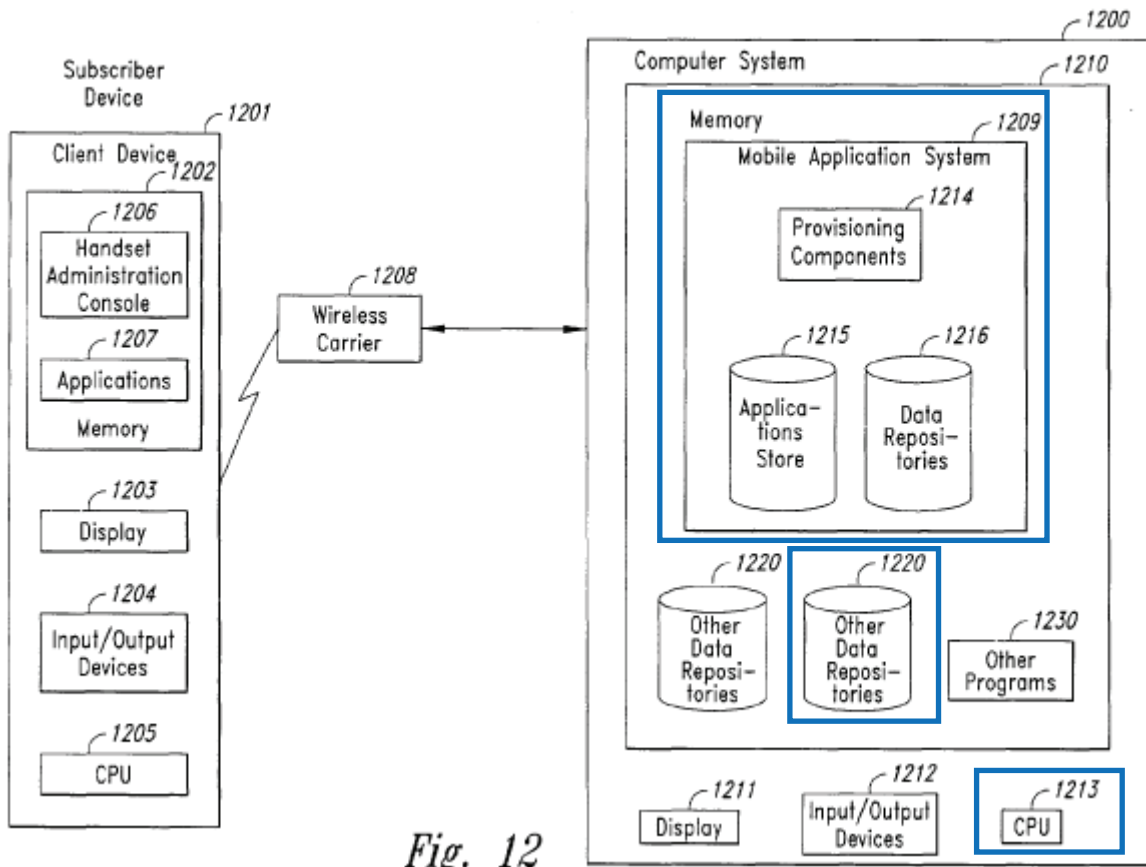 1200
Computer System
1210
Subscriber
Device
1201
Client Device
1202
1206
Handset
Administration
Console
1207
Applications
Memory
1203
Display
1204
Input/Output
Devices
1205
CPU
1208
Wireless
Carrier
Memory
1209
Mobile Application System
1214
Provisioning
Components
1215
Applica-
tions
Store
1216
Data
Reposi-
tories
1220
Other
Data
Reposi-
tories
1220
Other
Data
Reposi-
tories
1230
Other
Programs
1211
Display
1212
Input/Output
Devices
1213
CPU
Fig. 12